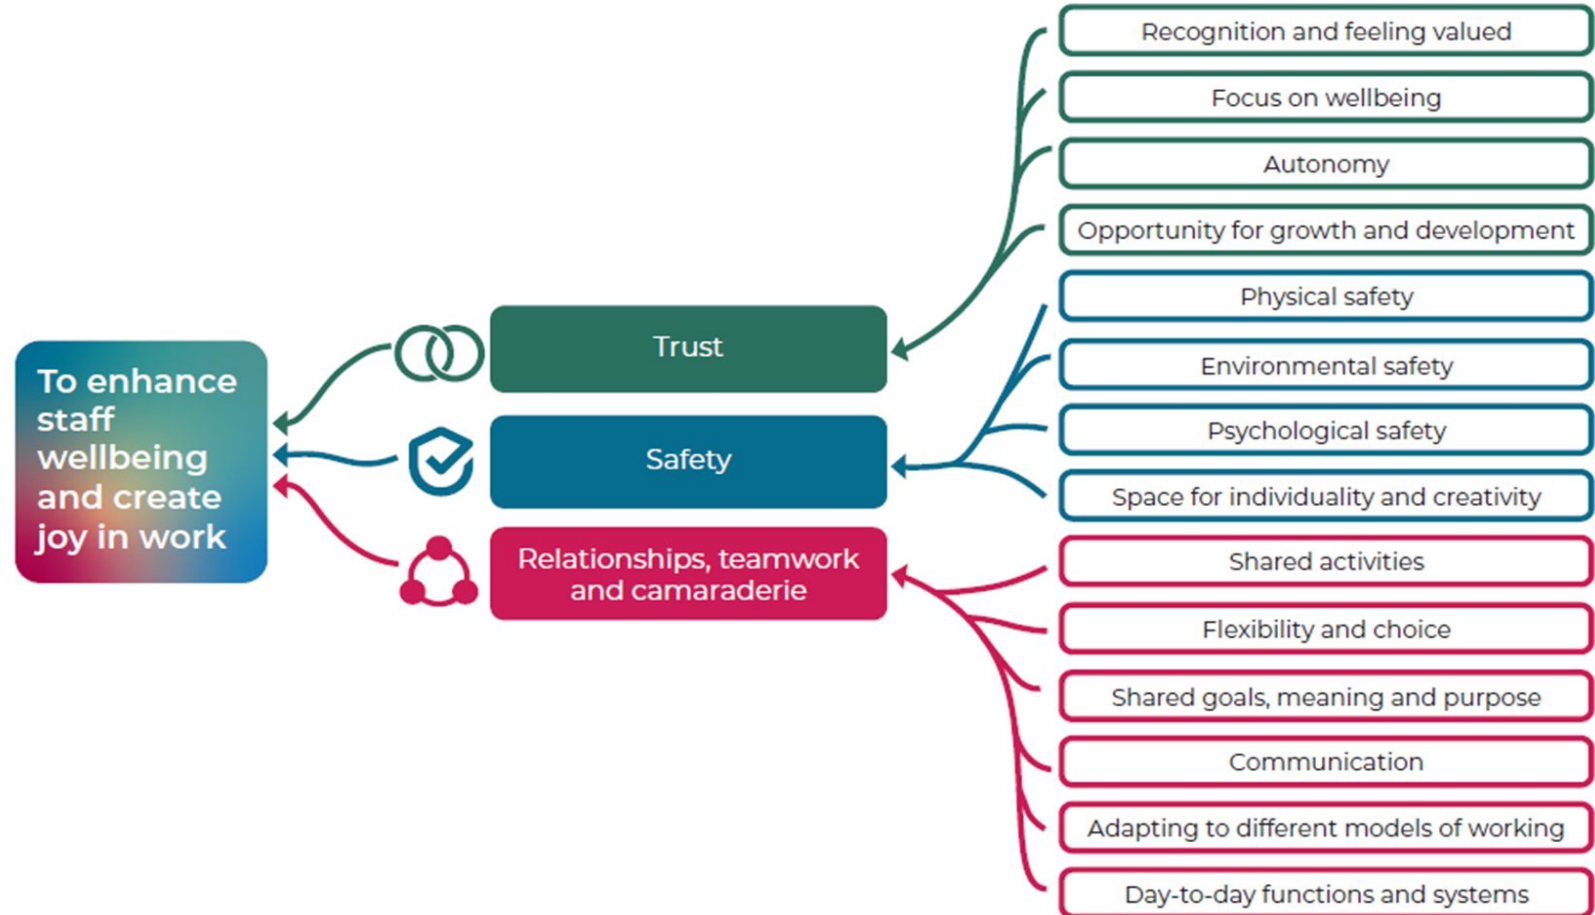 To enhance
staff
wellbeing
and create
joy in work
Trust
Safety
Relationships, teamwork
and camaraderie
Recognition and feeling valued
Focus on wellbeing
Autonomy
Opportunity for growth and development
Physical safety
Environmental safety
Psychological safety
Space for individuality and creativity
Shared activities
Flexibility and choice
Shared goals, meaning and purpose
Communication
Adapting to different models of working
Day-to-day functions and systems